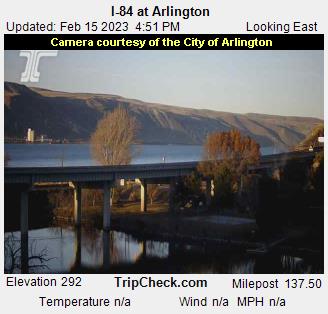 I-84 at Arlington
Updated: Feb 15 2023 4:51 PM Looking East
Camera courtesy of the City of Arlington
Elevation 292 TripCheck.com Milepost 137.50
Temperature n/a Wind n/a MPH n/a